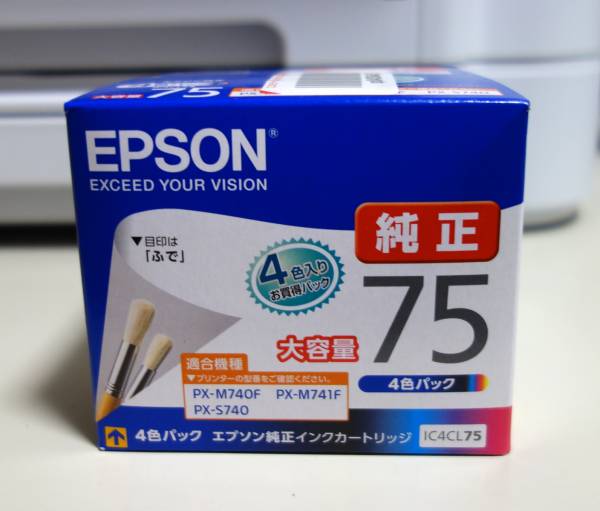 大容量 75
EPSON®
EXCEED YOUR VISION
純正
▼目印は
「ふで」
4色入り
お買得パック
75
大容量
4色パック
適合機種
▼プリンターの型番をご確認ください。
PX-M740F PX-M741F
PX-S740
4色パック エプソン純正インクカートリッジ IC4CL75